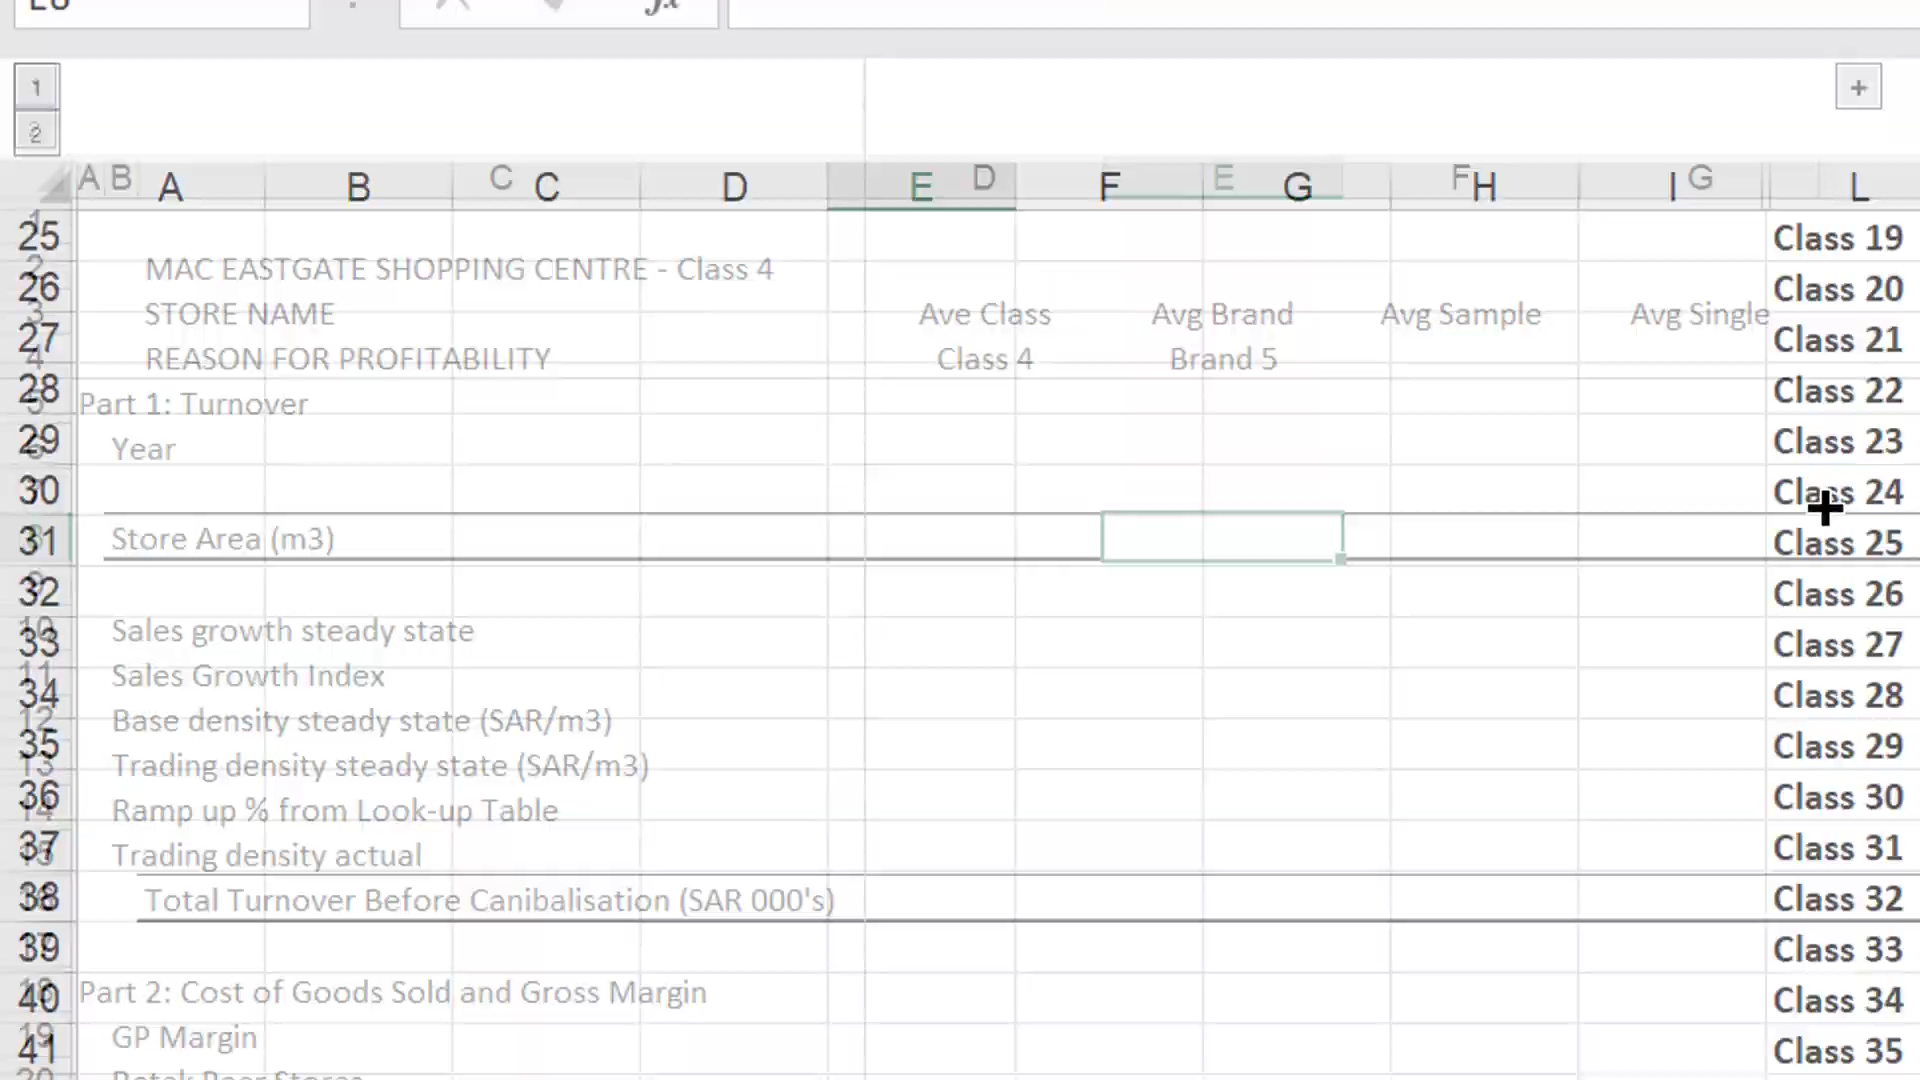 E8
fx
1
2
+
A B C D E F G
A B C D E F G H I L
25 Class 19
MAC EASTGATE SHOPPING CENTRE - Class 4
26 Class 20
STORE NAME Ave Class Avg Brand Avg Sample Avg Single
27 Class 21
REASON FOR PROFITABILITY Class 4 Brand 5
28 Class 22
Part 1: Turnover
29 Class 23
Year
30 Class 24
31 Store Area (m3) Class 25
32 Class 26
Sales growth steady state
33 Class 27
Sales Growth Index
34 Class 28
Base density steady state (SAR/m3)
35 Class 29
Trading density steady state (SAR/m3)
36 Class 30
Ramp up % from Look-up Table
37 Class 31
Trading density actual
38 Total Turnover Before Canibalisation (SAR 000's) Class 32
39 Class 33
40 Part 2: Cost of Goods Sold and Gross Margin Class 34
GP Margin
41 Class 35